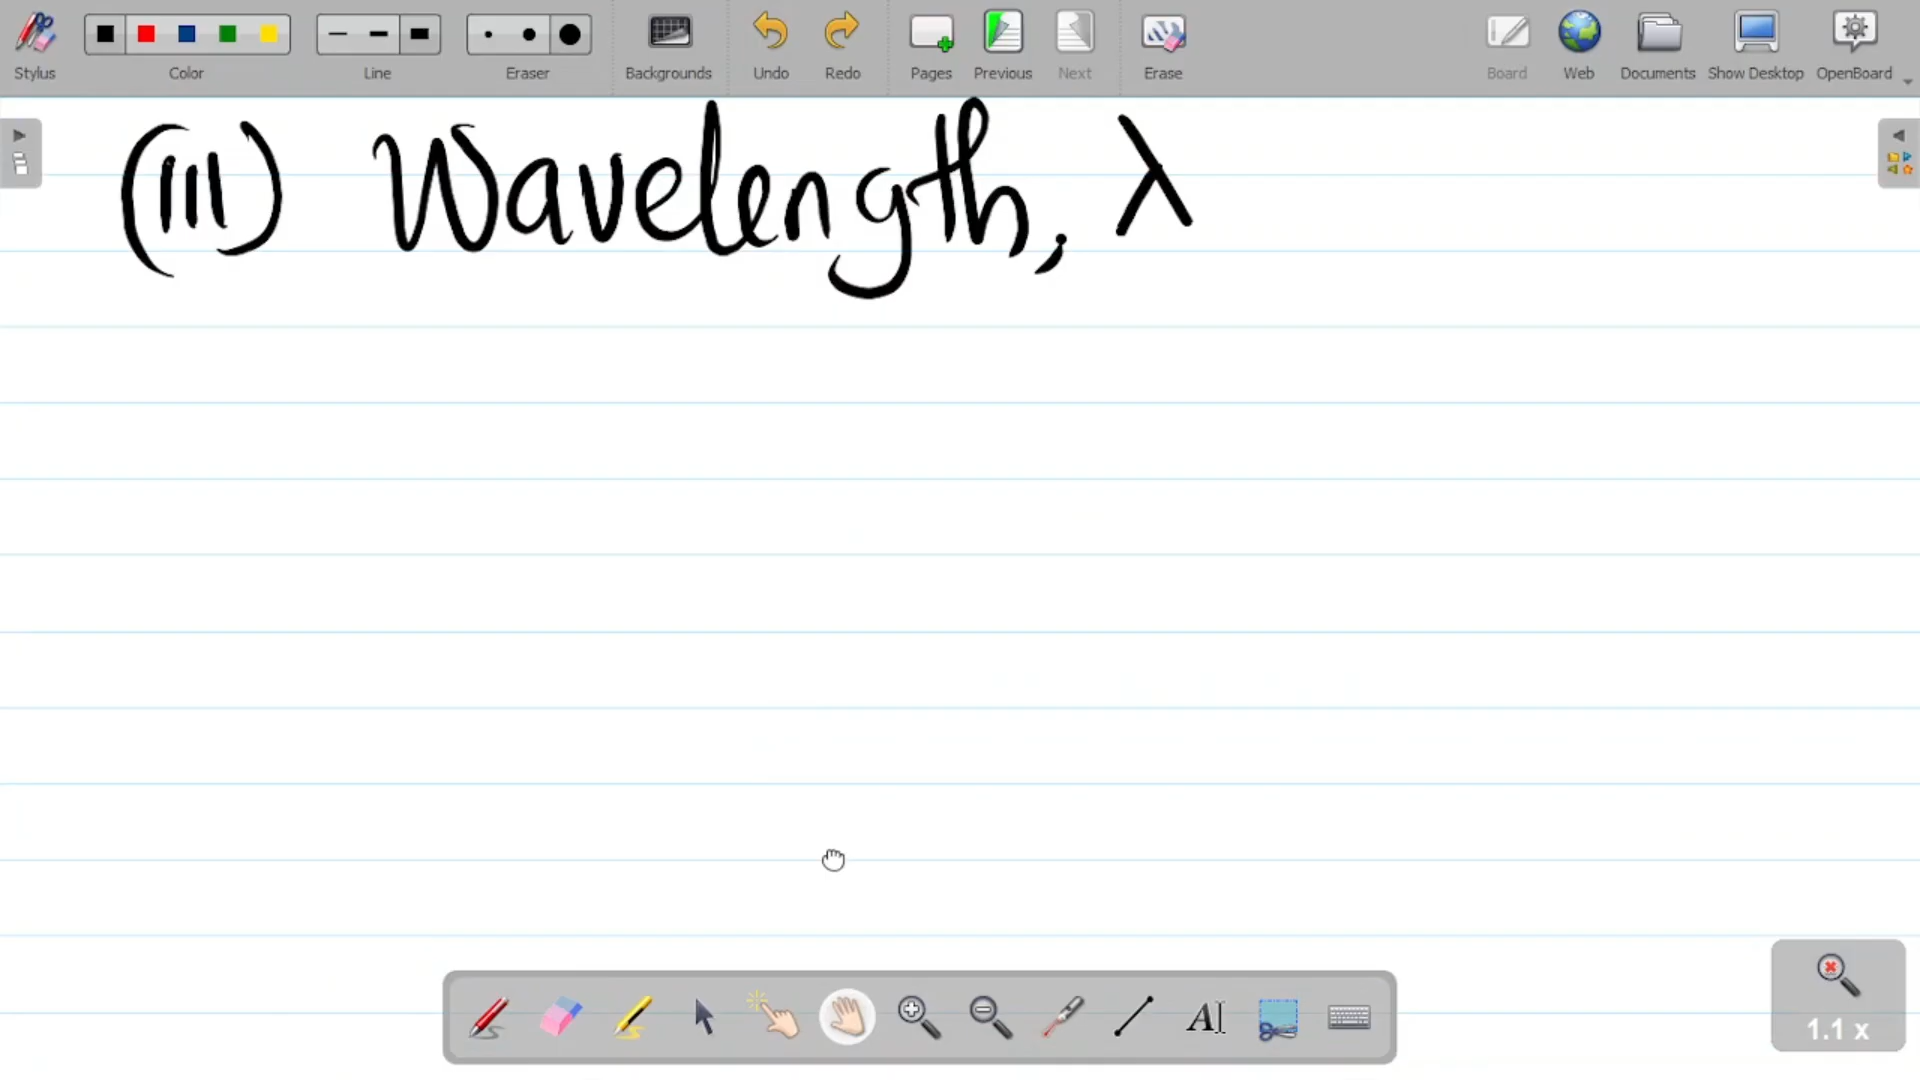 Stylus Color Line Eraser Backgrounds Undo Redo Pages Previous Next Erase Board Web Documents Show Desktop OpenBoard
(iii) Wavelength, λ
1.1 x